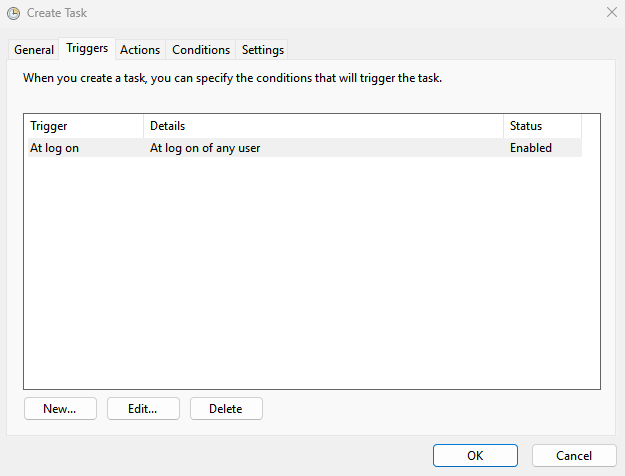 Create Task
General Triggers Actions Conditions Settings
When you create a task, you can specify the conditions that will trigger the task.
Trigger Details Status
At log on At log on of any user Enabled
New... Edit... Delete
OK Cancel